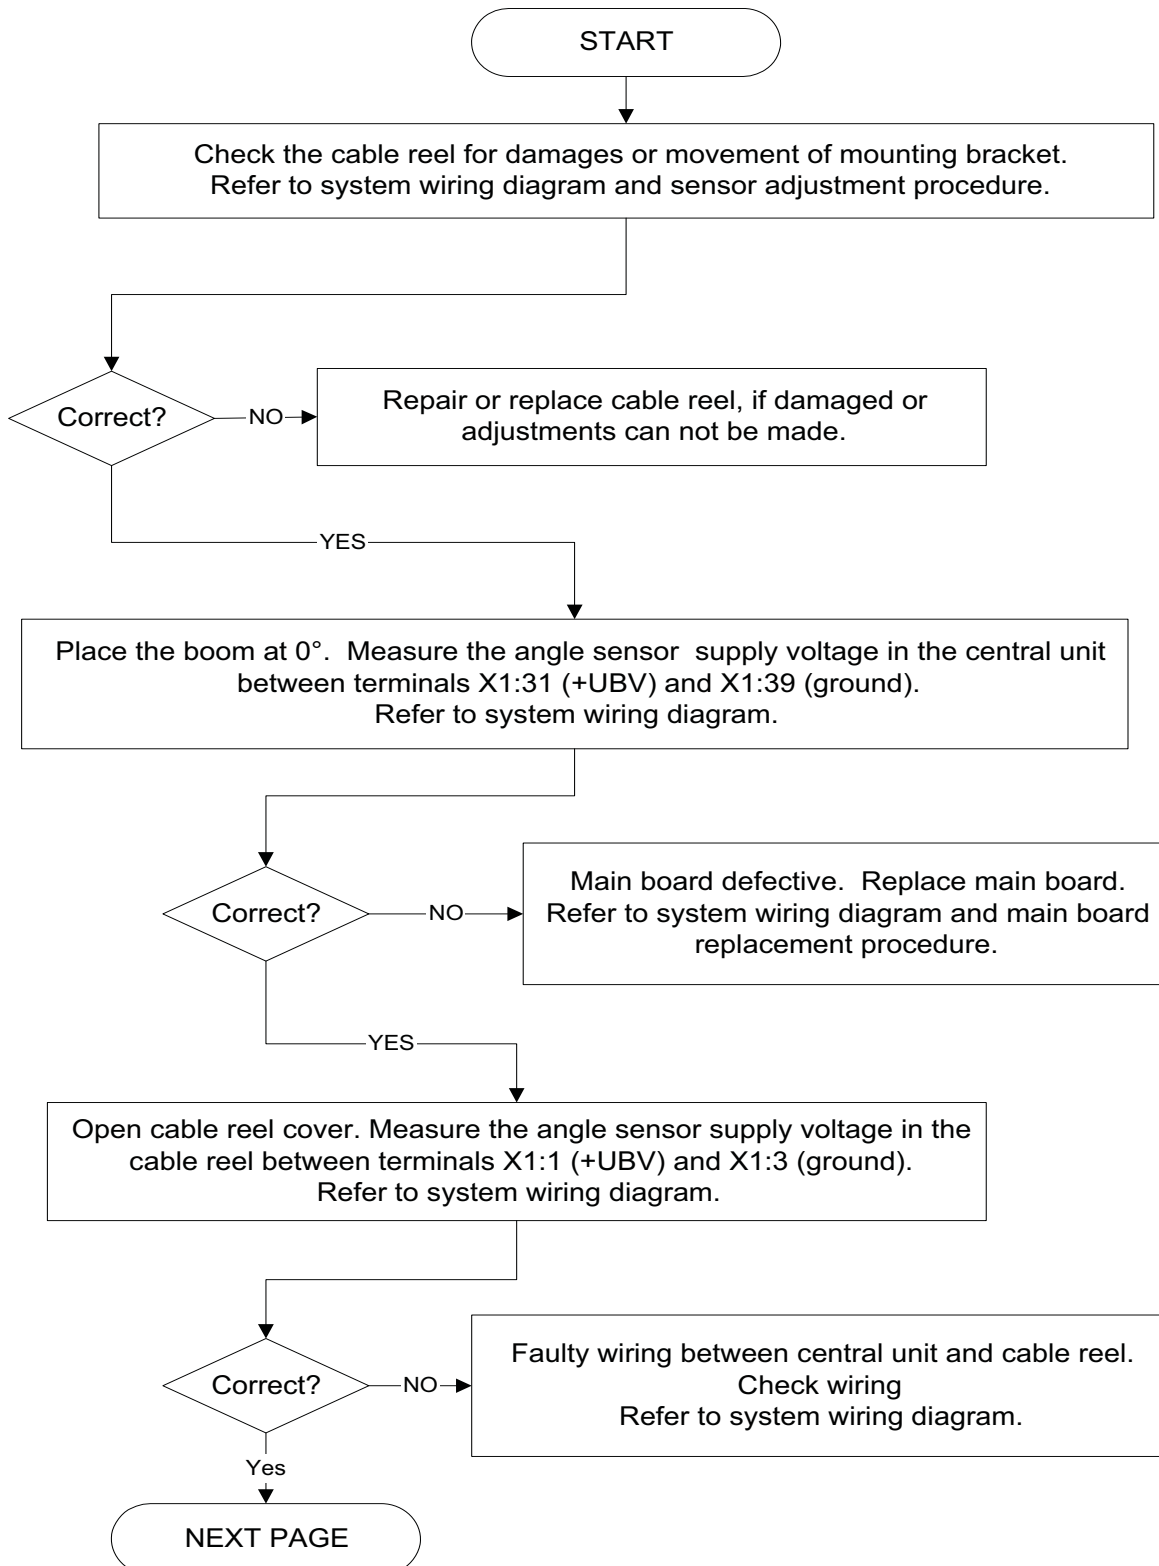 START
Check the cable reel for damages or movement of mounting bracket.
Refer to system wiring diagram and sensor adjustment procedure.
Correct?
NO
Repair or replace cable reel, if damaged or
adjustments can not be made.
YES
Place the boom at 0°.  Measure the angle sensor  supply voltage in the central unit
between terminals X1:31 (+UBV) and X1:39 (ground).
Refer to system wiring diagram.
Correct?
NO
Main board defective.  Replace main board.
Refer to system wiring diagram and main board
replacement procedure.
YES
Open cable reel cover. Measure the angle sensor supply voltage in the
cable reel between terminals X1:1 (+UBV) and X1:3 (ground).
Refer to system wiring diagram.
Correct?
NO
Faulty wiring between central unit and cable reel.
Check wiring
Refer to system wiring diagram.
Yes
NEXT PAGE